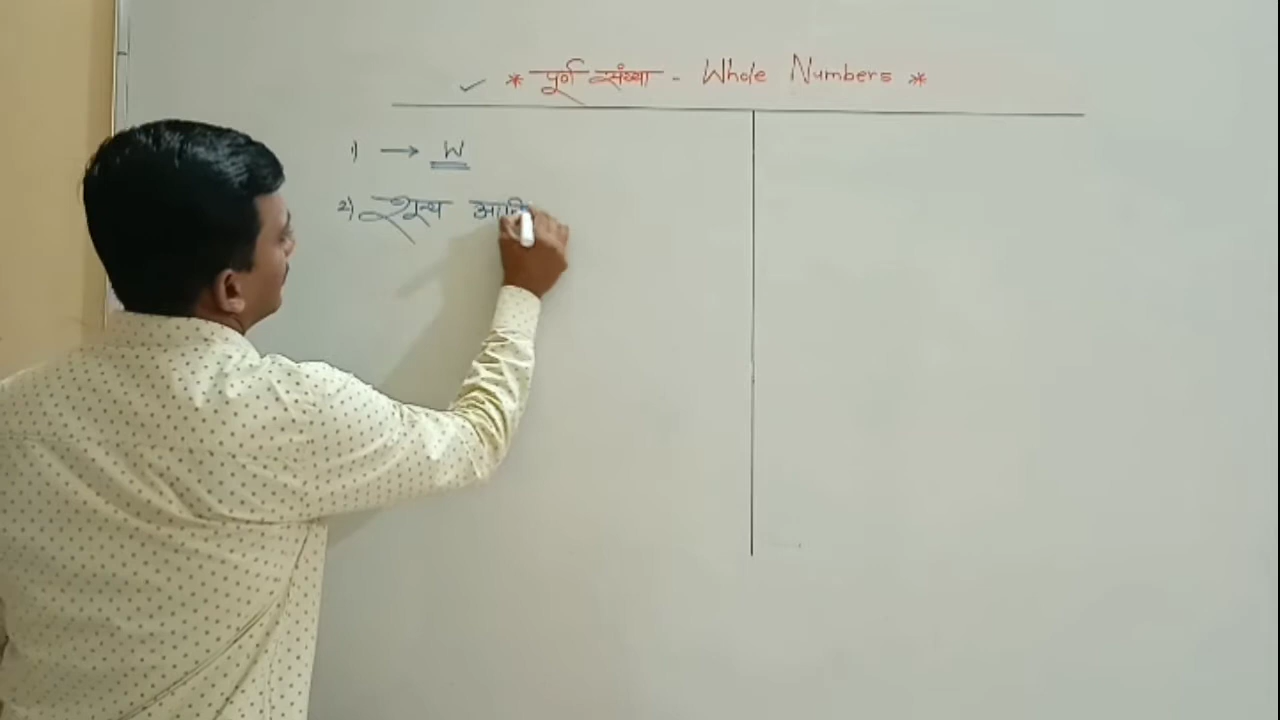 * पूर्ण संख्या - Whole Numbers *
1) → W
2) शून्य